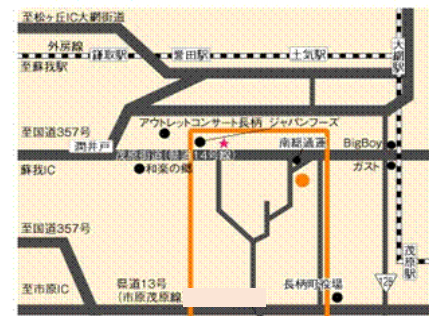 至松ヶ丘IC大網街道
外房線
鎌取駅
誉田駅
土気駅
大網駅
至蘇我駅
アウトレットコンサート長柄 ジャパンフーズ
至国道357号
潤井戸
南総通運
BigBoy
茂原街道(県道14号線)
蘇我IC
和楽の郷
ガスト
至国道357号
茂原駅
至市原IC
県道13号
(市原茂原線
長柄町役場
128